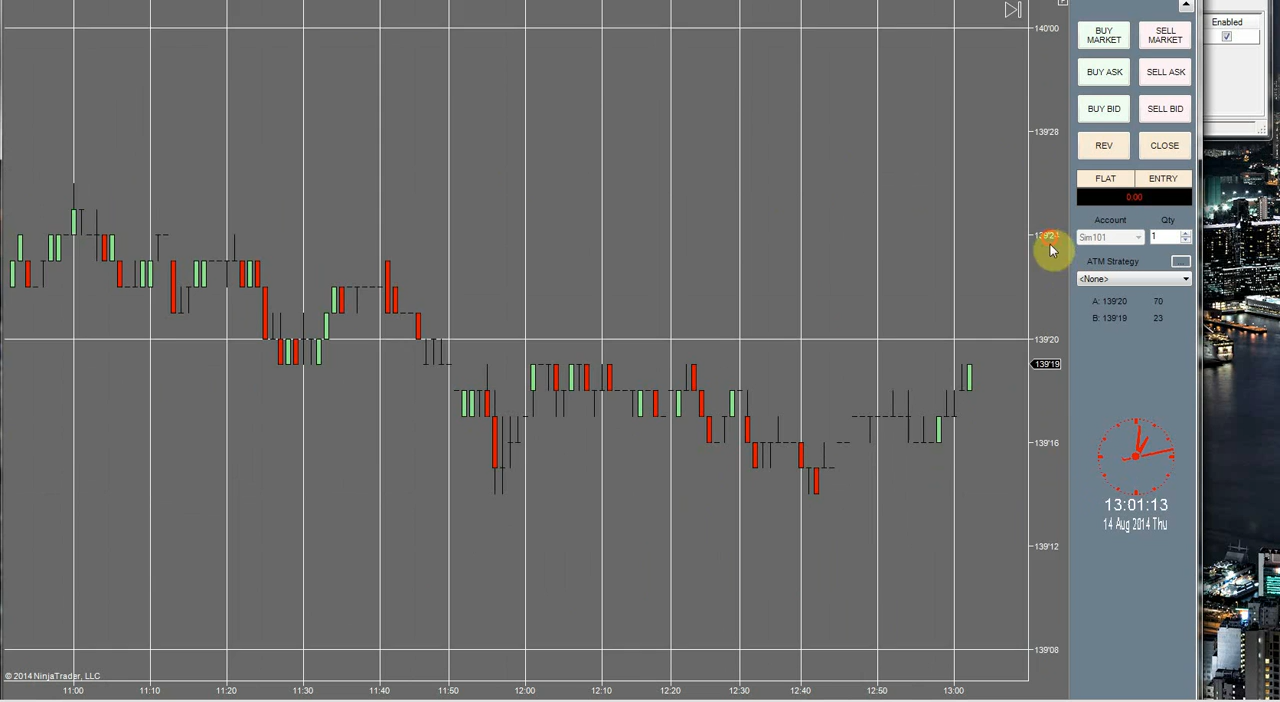 140'00
139'28
139'24
139'20
139'19
139'16
139'12
139'08
© 2014 NinjaTrader, LLC
11:00 11:10 11:20 11:30 11:40 11:50 12:00 12:10 12:20 12:30 12:40 12:50 13:00
F
BUY MARKET
SELL MARKET
BUY ASK SELL ASK
BUY BID SELL BID
REV CLOSE
FLAT ENTRY
0.00
Account Qty
Sim101 1
ATM Strategy ...
<None>
A: 139'20 70
B: 139'19 23
13:01:13
14 Aug 2014 Thu
Enabled